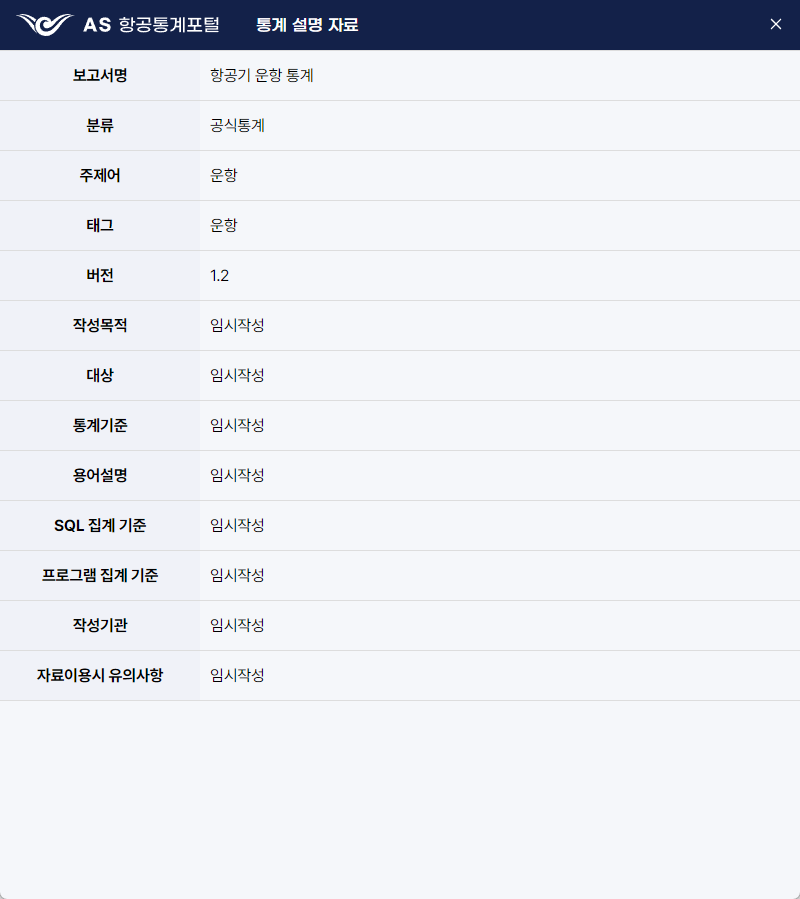 AS 항공통계포털 통계 설명 자료
보고서명 항공기 운항 통계
분류 공식통계
주제어 운항
태그 운항
버전 1.2
작성목적 임시작성
대상 임시작성
통계기준 임시작성
용어설명 임시작성
SQL 집계 기준 임시작성
프로그램 집계 기준 임시작성
작성기관 임시작성
자료이용시 유의사항 임시작성